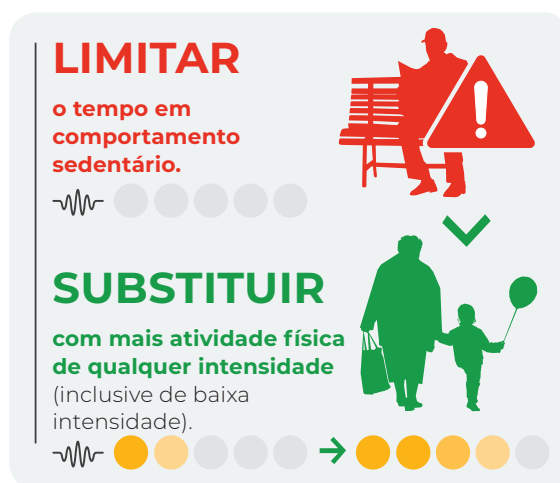 LIMITAR
o tempo em
comportamento
sedentário.
SUBSTITUIR
com mais atividade física
de qualquer intensidade
(inclusive de baixa
intensidade).